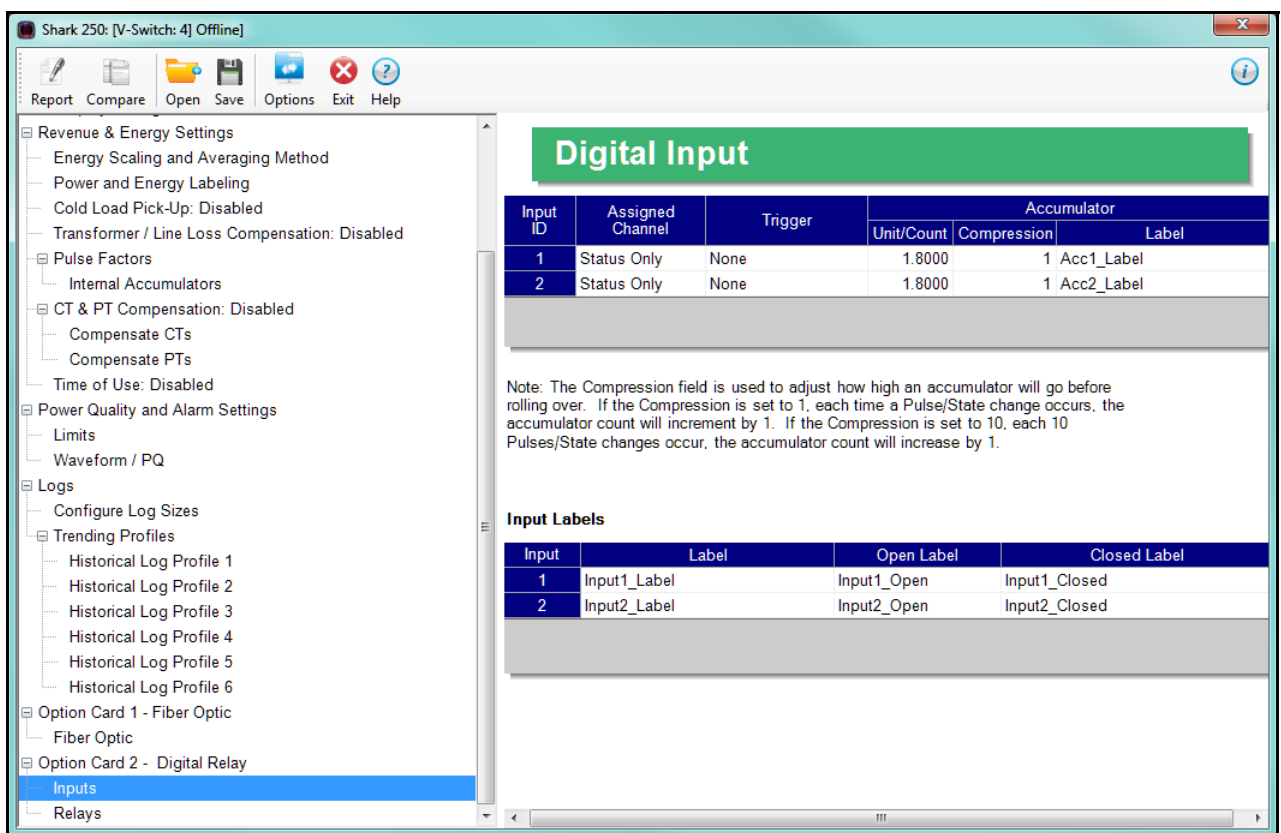 Shark 250: [V-Switch: 4] Offline]
Report Compare Open Save Options Exit Help
Revenue & Energy Settings
Energy Scaling and Averaging Method
Power and Energy Labeling
Cold Load Pick-Up: Disabled
Transformer / Line Loss Compensation: Disabled
Pulse Factors
Internal Accumulators
CT & PT Compensation: Disabled
Compensate CTs
Compensate PTs
Time of Use: Disabled
Power Quality and Alarm Settings
Limits
Waveform / PQ
Logs
Configure Log Sizes
Trending Profiles
Historical Log Profile 1
Historical Log Profile 2
Historical Log Profile 3
Historical Log Profile 4
Historical Log Profile 5
Historical Log Profile 6
Option Card 1 - Fiber Optic
Fiber Optic
Option Card 2 - Digital Relay
Inputs
Relays
Digital Input
Input ID Assigned Channel Trigger Accumulator
Unit/Count Compression Label
1 Status Only None 1.8000 1 Acc1_Label
2 Status Only None 1.8000 1 Acc2_Label
Note: The Compression field is used to adjust how high an accumulator will go before
rolling over. If the Compression is set to 1, each time a Pulse/State change occurs, the
accumulator count will increment by 1. If the Compression is set to 10, each 10
Pulses/State changes occur, the accumulator count will increase by 1.
Input Labels
Input Label Open Label Closed Label
1 Input1_Label Input1_Open Input1_Closed
2 Input2_Label Input2_Open Input2_Closed